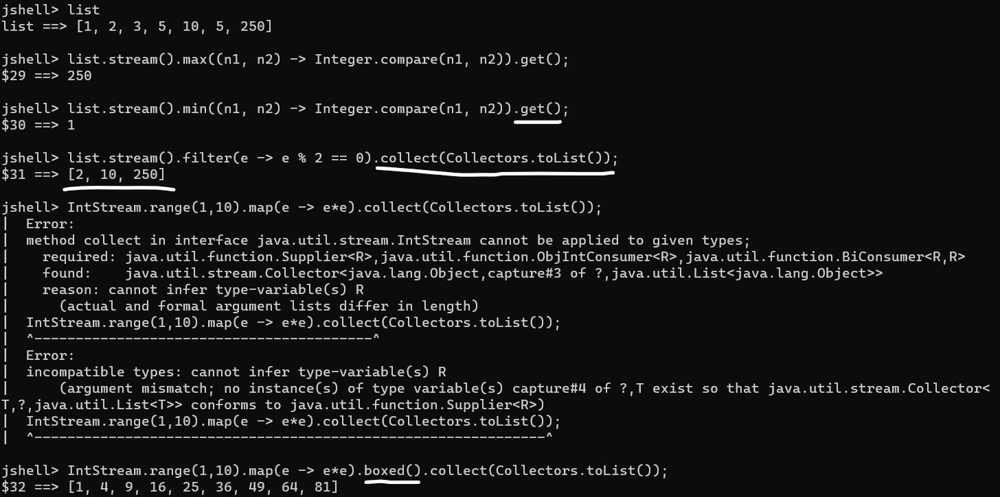 jshell> list
list ==> [1, 2, 3, 5, 10, 5, 250]
jshell> list.stream().max((n1, n2) -> Integer.compare(n1, n2)).get();
$29 ==> 250
jshell> list.stream().min((n1, n2) -> Integer.compare(n1, n2)).get();
$30 ==> 1
jshell> list.stream().filter(e -> e % 2 == 0).collect(Collectors.toList());
$31 ==> [2, 10, 250]
jshell> IntStream.range(1,10).map(e -> e*e).collect(Collectors.toList());
|  Error:
|  method collect in interface java.util.stream.IntStream cannot be applied to given types;
|    required: java.util.function.Supplier<R>,java.util.function.ObjIntConsumer<R>,java.util.function.BiConsumer<R,R>
|    found:    java.util.stream.Collector<java.lang.Object,capture#3 of ?,java.util.List<java.lang.Object>>
|    reason: cannot infer type-variable(s) R
|      (actual and formal argument lists differ in length)
|  IntStream.range(1,10).map(e -> e*e).collect(Collectors.toList());
|  ^-----------------------------------------^
|  Error:
|  incompatible types: cannot infer type-variable(s) R
|      (argument mismatch; no instance(s) of type variable(s) capture#4 of ?,T exist so that java.util.stream.Collector<
T,?,java.util.List<T>> conforms to java.util.function.Supplier<R>)
|  IntStream.range(1,10).map(e -> e*e).collect(Collectors.toList());
|  ^--------------------------------------------------------------^
jshell> IntStream.range(1,10).map(e -> e*e).boxed().collect(Collectors.toList());
$32 ==> [1, 4, 9, 16, 25, 36, 49, 64, 81]